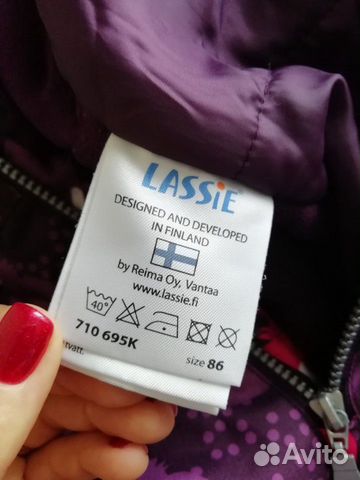 LASSiE
DESIGNED AND DEVELOPED
IN FINLAND
by Reima Oy, Vantaa
www.lassie.fi
40°
710 695K
size 86
Avito